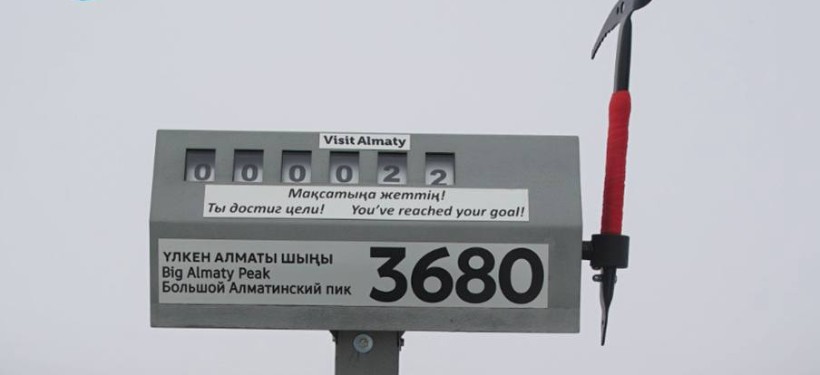 Visit Almaty
0 0 0 0 2 2
Мақсатыңа жеттің!
Ты достиг цели! You've reached your goal!
ҮЛКЕН АЛМАТЫ ШЫҢЫ
Big Almaty Peak
Большой Алматинский пик
3680